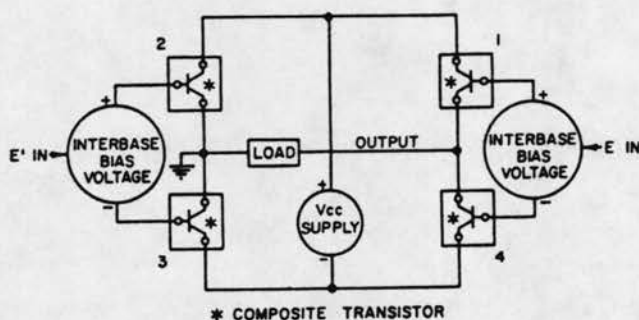 2
1
+
+
E' IN
INTERBASE
BIAS
VOLTAGE
-
*
*
LOAD
OUTPUT
INTERBASE
BIAS
VOLTAGE
-
E IN
+
Vcc
SUPPLY
-
*
*
3
4
* COMPOSITE TRANSISTOR